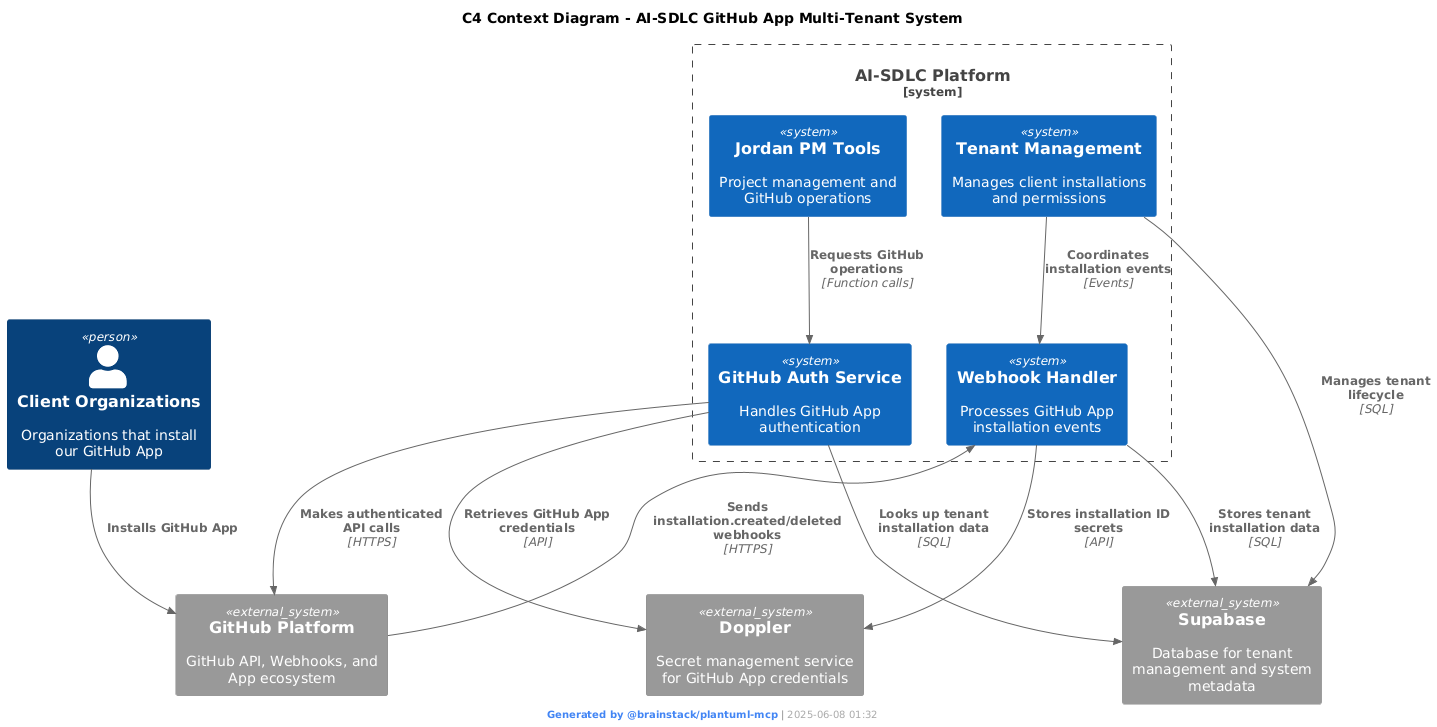 C4 Context Diagram - AI-SDLC GitHub App Multi-Tenant System
AI-SDLC Platform
[system]
«system»
Jordan PM Tools
Project management and
GitHub operations
«system»
Tenant Management
Manages client installations
and permissions
Requests GitHub
operations
[Function calls]
Coordinates
installation events
[Events]
«person»
Client Organizations
Organizations that install
our GitHub App
«system»
GitHub Auth Service
Handles GitHub App
authentication
«system»
Webhook Handler
Processes GitHub App
installation events
Manages tenant
lifecycle
[SQL]
Installs GitHub App
Makes authenticated
API calls
[HTTPS]
Retrieves GitHub App
credentials
[API]
Sends
installation.created/deleted
webhooks
[HTTPS]
Looks up tenant
installation data
[SQL]
Stores installation ID
secrets
[API]
Stores tenant
installation data
[SQL]
«external_system»
GitHub Platform
GitHub API, Webhooks, and
App ecosystem
«external_system»
Doppler
Secret management service
for GitHub App credentials
«external_system»
Supabase
Database for tenant
management and system
metadata
Generated by @brainstack/plantuml-mcp | 2025-06-08 01:32